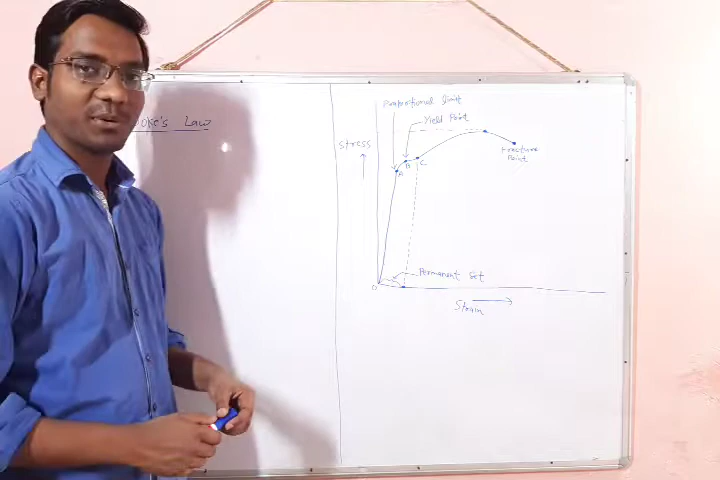 oke's Law
Proportional limit
Yield Point
Stress
A
B
C
Fracture
Point
Permanent Set
O
Strain